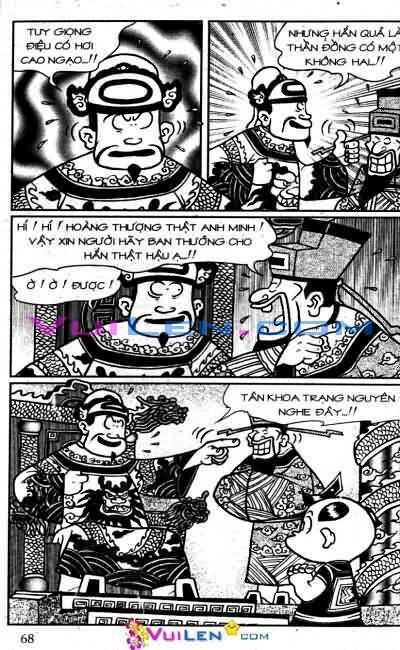 TUY GIỌNG
ĐIỆU CÓ HƠI
CAO NGẠO...!!
NHƯNG HẮN QUẢ LÀ
THẦN ĐỒNG CÓ MỘT
KHÔNG HAI...!!
HÍ ! HÍ ! HOÀNG THƯỢNG THẬT ANH MINH !
VẬY XIN NGƯỜI HÃY BAN THƯỞNG CHO
HẮN THẬT HẬU Ạ...!!
Ờ ! Ờ ! ĐƯỢC !
VUILEN.COM
TÂN KHOA TRẠNG NGUYÊN
NGHE ĐÂY...!!
68
VUILEN.COM